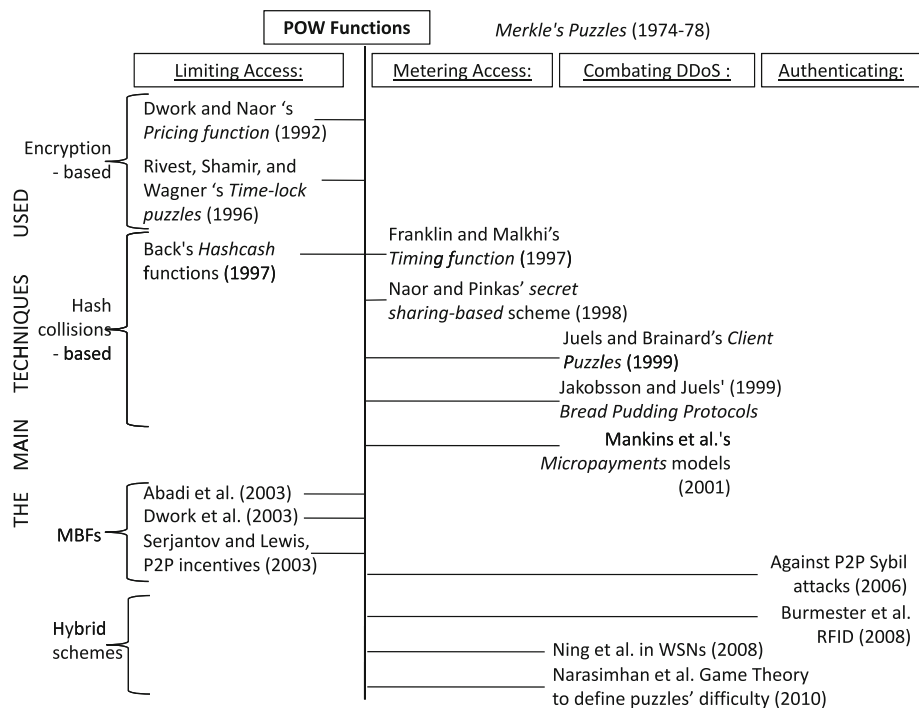 POW Functions
Merkle's Puzzles (1974-78)
Limiting Access:
Metering Access:
Combating DDoS :
Authenticating:
THE MAIN TECHNIQUES USED
Encryption
- based
Dwork and Naor ‘s
Pricing function (1992)
Rivest, Shamir, and
Wagner ‘s Time-lock
puzzles (1996)
Hash
collisions
- based
Back's Hashcash
functions (1997)
Franklin and Malkhi’s
Timing function (1997)
Naor and Pinkas’ secret
sharing-based scheme (1998)
Juels and Brainard’s Client
Puzzles (1999)
Jakobsson and Juels' (1999)
Bread Pudding Protocols
Mankins et al.'s
Micropayments models
(2001)
MBFs
Abadi et al. (2003)
Dwork et al. (2003)
Serjantov and Lewis,
P2P incentives (2003)
Against P2P Sybil
attacks (2006)
Hybrid
schemes
Burmester et al.
RFID
(2008)
Ning et al. in WSNs (2008)
Narasimhan et al. Game Theory
to define puzzles’ difficulty (2010)